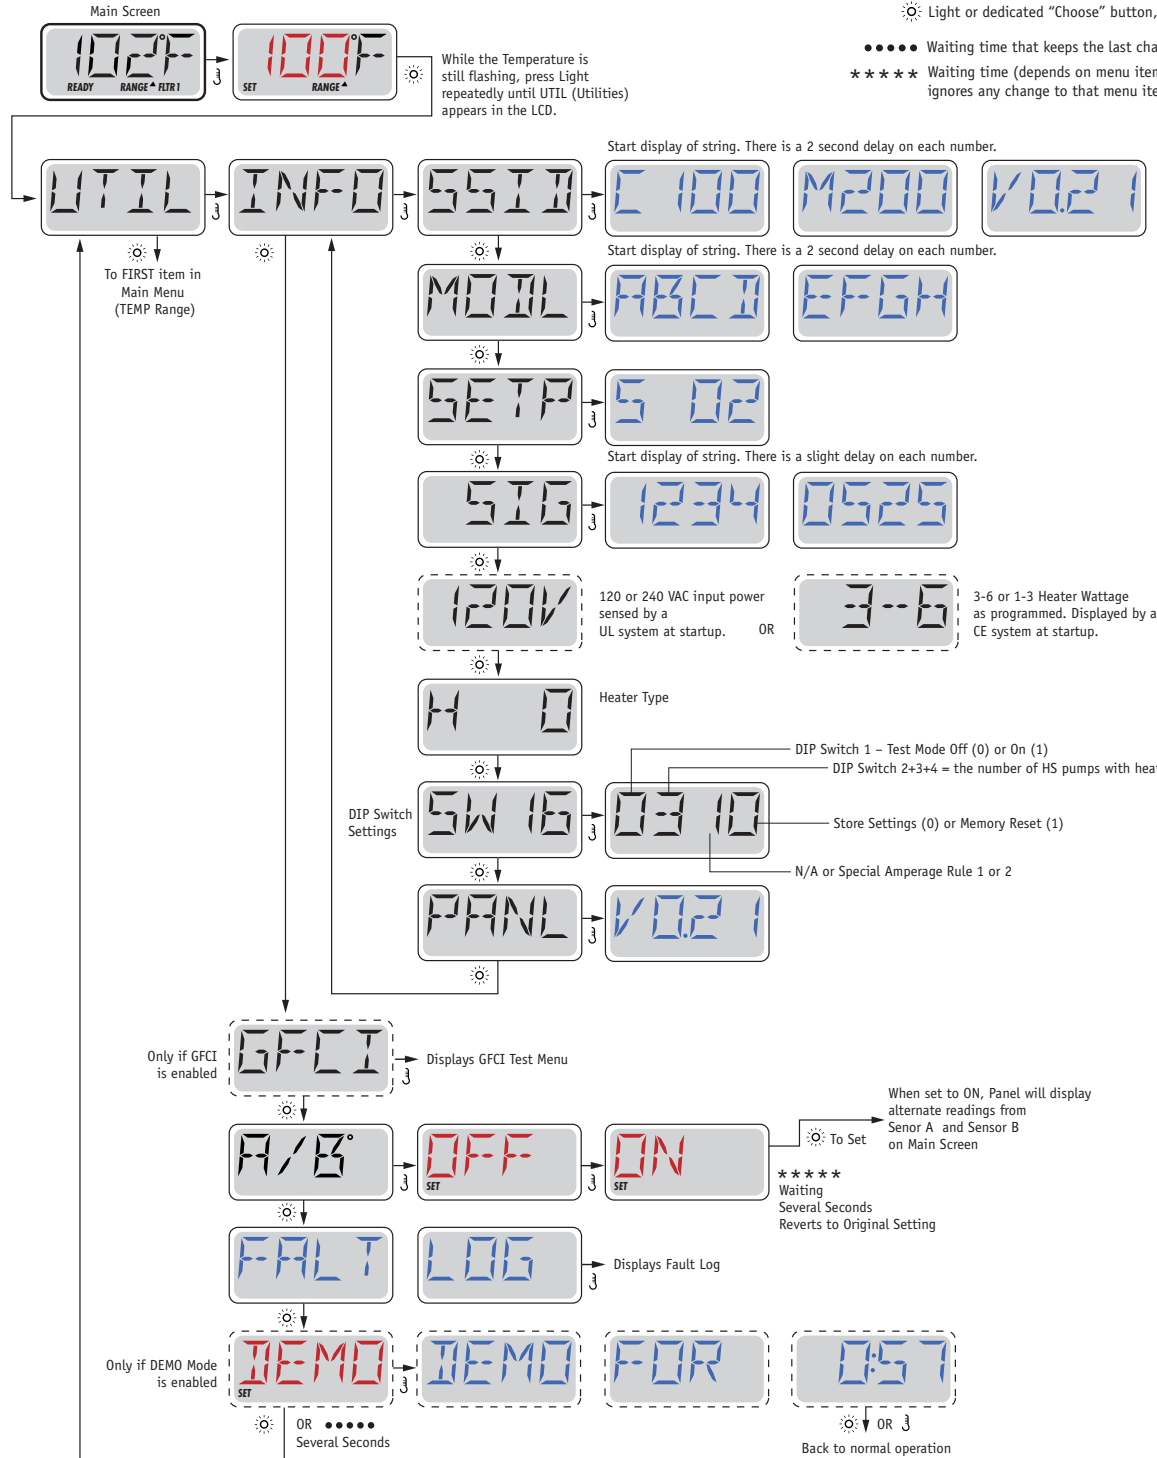 Main Screen
Light or dedicated “Choose” button,
102°F
READY RANGE FLTR1
100°F
SET RANGE
While the Temperature is
still flashing, press Light
repeatedly until UTIL (Utilities)
appears in the LCD.
●●●●● Waiting time that keeps the last cha
***** Waiting time (depends on menu item
ignores any change to that menu ite
Start display of string. There is a 2 second delay on each number.
UTIL INFO SSID C 100 M200 V0.21
To FIRST item in
Main Menu
(TEMP Range)
Start display of string. There is a 2 second delay on each number.
MODL ABCD EFGH
SETP S 02
Start display of string. There is a slight delay on each number.
SIG 1234 0525
120V
120 or 240 VAC input power
sensed by a
UL system at startup.
OR
3-6
3-6 or 1-3 Heater Wattage
as programmed. Displayed by a
CE system at startup.
H 0
Heater Type
DIP Switch 1 – Test Mode Off (0) or On (1)
DIP Switch 2+3+4 = the number of HS pumps with heat
DIP Switch
Settings
SW 16 0310
Store Settings (0) or Memory Reset (1)
N/A or Special Amperage Rule 1 or 2
PANL V0.21
Only if GFCI
is enabled
GFCI
Displays GFCI Test Menu
A/B°
OFF
SET
ON
SET
To Set
When set to ON, Panel will display
alternate readings from
Senor A and Sensor B
on Main Screen
*****
Waiting
Several Seconds
Reverts to Original Setting
FALT LOG
Displays Fault Log
Only if DEMO Mode
is enabled
DEMO
SET
DEMO FOR 0:57
OR ●●●●●
Several Seconds
OR
Back to normal operation